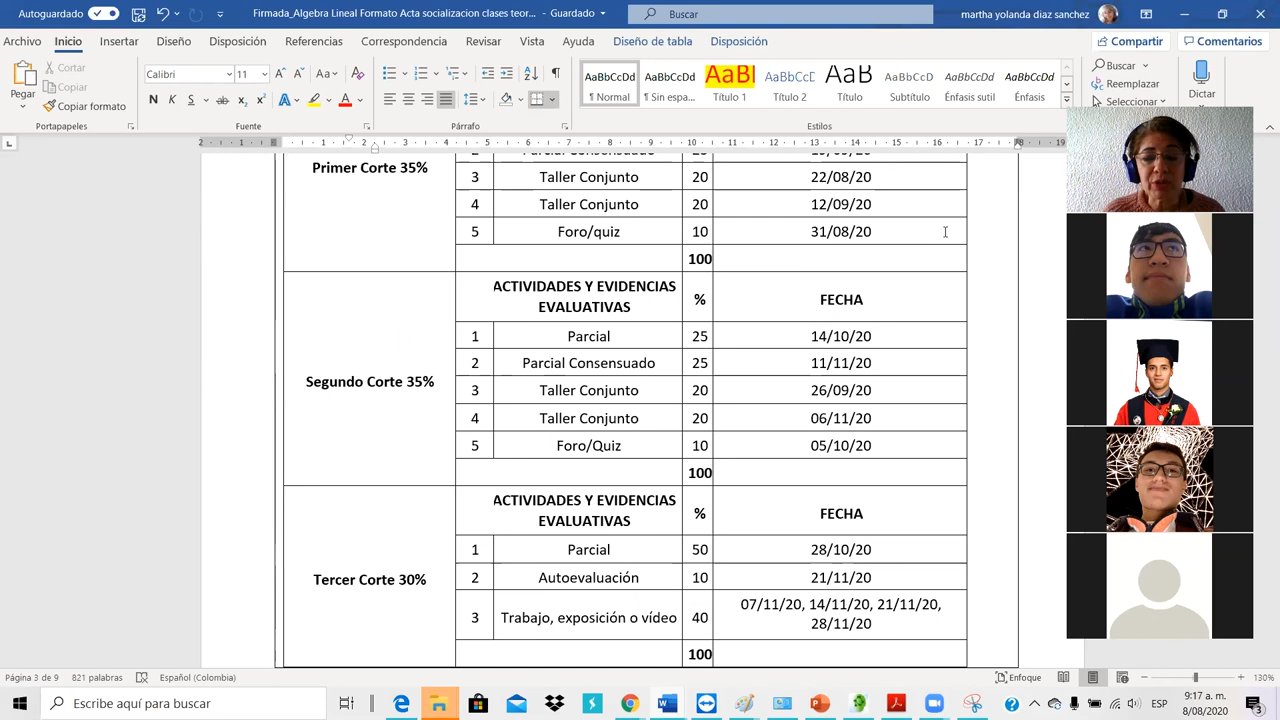 Autoguardado
Firmada_Algebra Formales Acta socializacion clases teor... - Guardado
Buscar
martha yolanda diaz sanchez
Archivo Inicio Insertar Diseño Disposición Referencias Correspondencia Revisar Vista Ayuda Diseño de tabla Disposición
Compartir Comentarios
Pegar
Cortar
Copiar
Copiar formato
Portapapeles
Calibri 11
Fuente
Párrafo
AaBbCcDd
¶ Normal
AaBbCcDd
¶ Sin espa...
AaBl
Título 1
AaBbCcC
Título 2
AaB
Título
AaBbCcD
Subtítulo
AaBbCcDd
Énfasis sutil
AaBbCcDd
Énfasis
Estilos
Buscar
Reemplazar
Seleccionar
Dictar
Primer Corte 35%
3 Taller Conjunto 20 22/08/20
4 Taller Conjunto 20 12/09/20
5 Foro/quiz 10 31/08/20
100
ACTIVIDADES Y EVIDENCIAS
EVALUATIVAS
% FECHA
Segundo Corte 35%
1 Parcial 25 14/10/20
2 Parcial Consensuado 25 11/11/20
3 Taller Conjunto 20 26/09/20
4 Taller Conjunto 20 06/11/20
5 Foro/Quiz 10 05/10/20
100
ACTIVIDADES Y EVIDENCIAS
EVALUATIVAS
% FECHA
Tercer Corte 30%
1 Parcial 50 28/10/20
2 Autoevaluación 10 21/11/20
3 Trabajo, exposición o vídeo 40 07/11/20, 14/11/20, 21/11/20,
28/11/20
100
Página 3 de 9 821 palabras Español (Colombia) Enfoque 130%
Escribe aquí para buscar
ESP
9:17 a. m.
8/08/2020